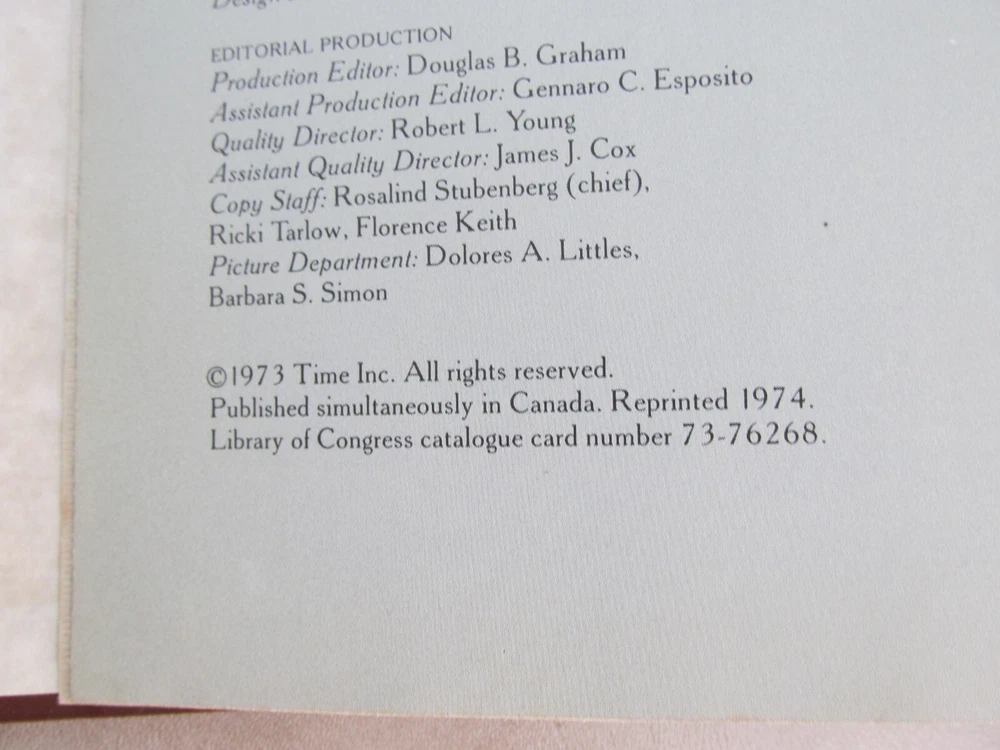 Design
EDITORIAL PRODUCTION
Production Editor: Douglas B. Graham
Assistant Production Editor: Gennaro C. Esposito
Quality Director: Robert L. Young
Assistant Quality Director: James J. Cox
Copy Staff: Rosalind Stubenberg (chief),
Ricki Tarlow, Florence Keith
Picture Department: Dolores A. Littles,
Barbara S. Simon
©1973 Time Inc. All rights reserved.
Published simultaneously in Canada. Reprinted 1974.
Library of Congress catalogue card number 73-76268.